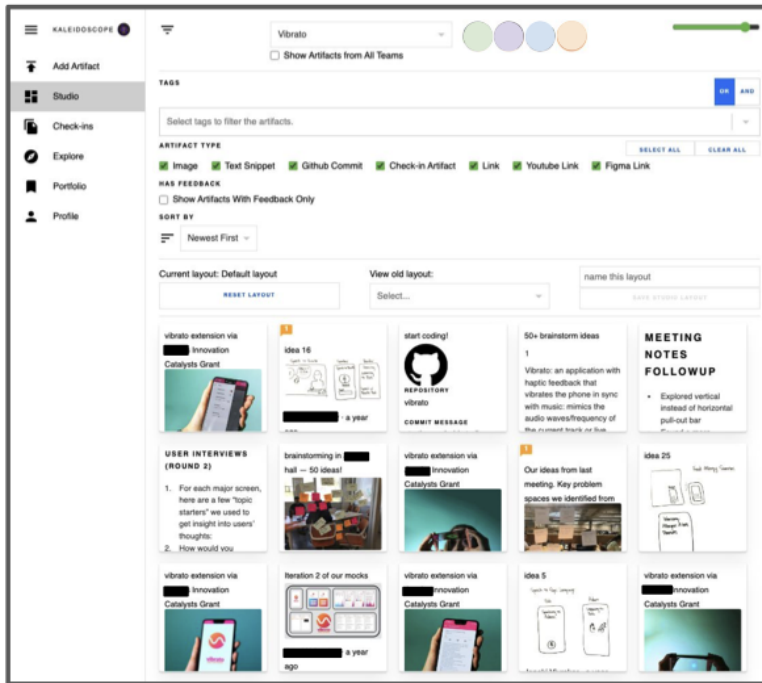 KALEIDOSCOPE
Add Artifact
Studio
Check-ins
Explore
Portfolio
Profile
Vibrato
Show Artifacts from All Teams
TAGS
OR AND
Select tags to filter the artifacts.
ARTIFACT TYPE
SELECT ALL CLEAR ALL
Image Text Snippet Github Commit Check-in Artifact Link Youtube Link Figma Link
HAS FEEDBACK
Show Artifacts With Feedback Only
SORT BY
Newest First
Current layout: Default layout
RESET LAYOUT
View old layout:
Select...
name this layout
SAVE STUDIO LAYOUT
vibrato extension via
Innovation
Catalysts Grant
1
idea 16
· a year
ago
start coding!
REPOSITORY
vibrato
COMMIT MESSAGE
50+ brainstorm ideas
1
Vibrato: an application with
haptic feedback that
vibrates the phone in sync
with music: mimics the
audio waves/frequency of
the current track or live
MEETING
NOTES
FOLLOWUP
• Explored vertical
instead of horizontal
pull-out bar
USER INTERVIEWS
(ROUND 2)
1. For each major screen,
here are a few "topic
starters" we used to
get insight into users'
thoughts:
2. How would you
brainstorming in
hall -- 50 ideas!
vibrato extension via
Innovation
Catalysts Grant
1
Our ideas from last
meeting. Key problem
spaces we identified from
idea 25
vibrato extension via
Innovation
Catalysts Grant
vibrato
Iteration 2 of our mocks
· a year
ago
vibrato extension via
Innovation
Catalysts Grant
idea 5
vibrato extension via
Innovation
Catalysts Grant